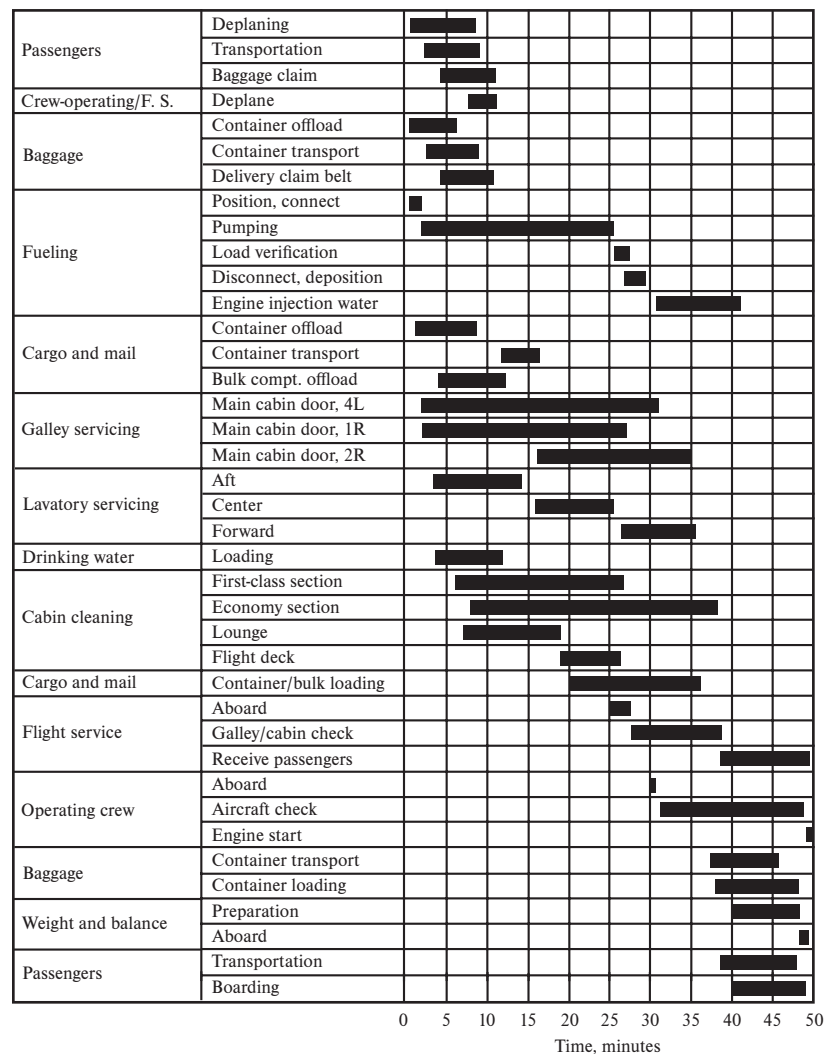 Passengers
Deplaning
Transportation
Baggage claim
Crew-operating/F. S.
Deplane
Baggage
Container offload
Container transport
Delivery claim belt
Fueling
Position, connect
Pumping
Load verification
Disconnect, deposition
Engine injection water
Cargo and mail
Container offload
Container transport
Bulk compt. offload
Galley servicing
Main cabin door, 4L
Main cabin door, 1R
Main cabin door, 2R
Lavatory servicing
Aft
Center
Forward
Drinking water
Loading
Cabin cleaning
First-class section
Economy section
Lounge
Flight deck
Cargo and mail
Container/bulk loading
Flight service
Aboard
Galley/cabin check
Receive passengers
Operating crew
Aboard
Aircraft check
Engine start
Baggage
Container transport
Container loading
Weight and balance
Preparation
Aboard
Passengers
Transportation
Boarding
0 5 10 15 20 25 30 35 40 45 50
Time, minutes